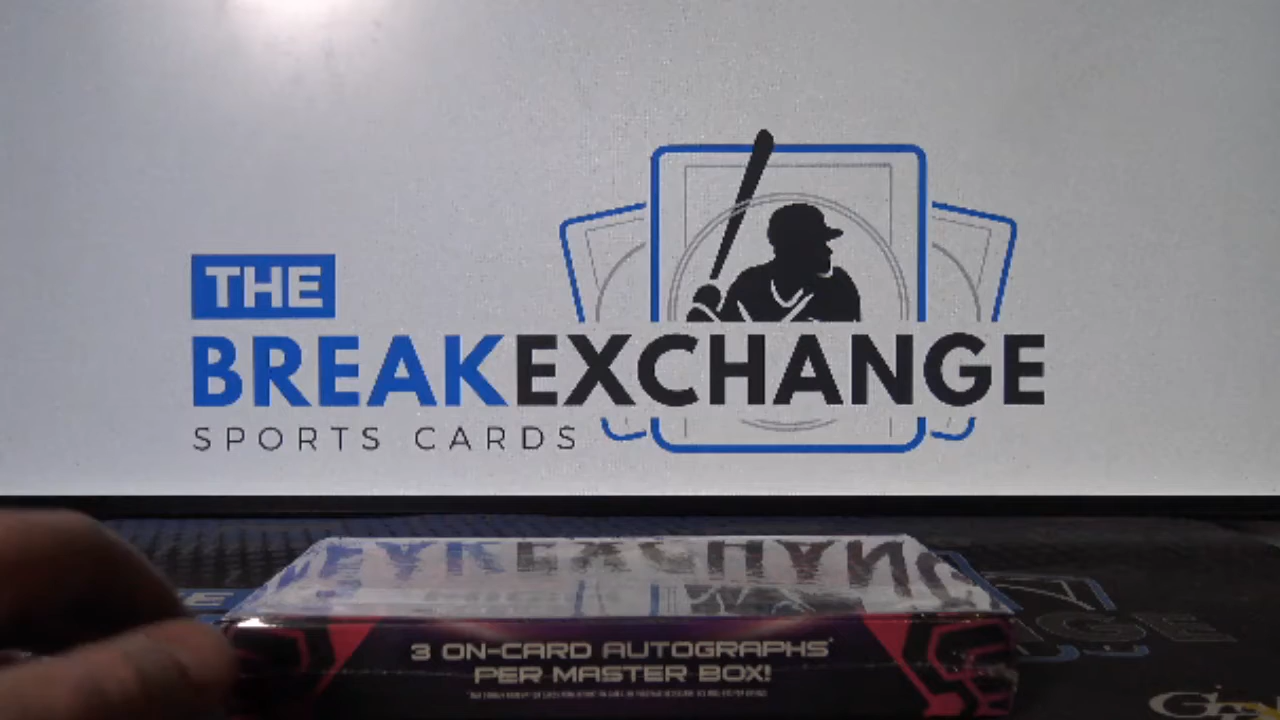 THE
BREAKEXCHANGE
SPORTS CARDS
3 ON-CARD AUTOGRAPHS*
PER MASTER BOX!